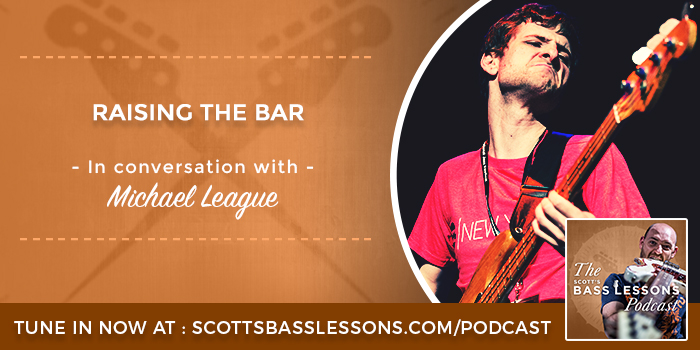 RAISING THE BAR
- In conversation with -
Michael League
[NEW Y
The
SCOTT'S
BASS LESSONS
Podcast
TUNE IN NOW AT : SCOTTSBASSLESSONS.COM/PODCAST